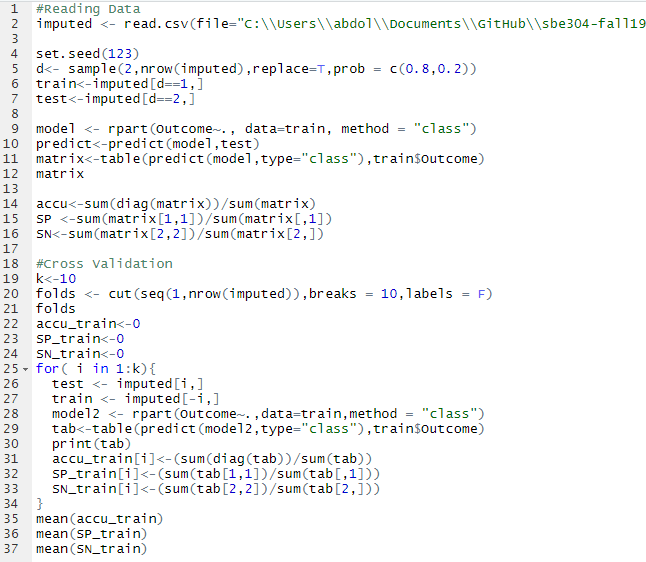 1 #Reading Data
2 imputed <- read.csv(file="C:\\Users\\abdol\\Documents\\GitHub\\sbe304-fall19
3
4 set.seed(123)
5 d<- sample(2,nrow(imputed),replace=T,prob = c(0.8,0.2))
6 train<-imputed[d==1,]
7 test<-imputed[d==2,]
8
9 model <- rpart(Outcome~., data=train, method = "class")
10 predict<-predict(model,test)
11 matrix<-table(predict(model,type="class"),train$Outcome)
12 matrix
13
14 accu<-sum(diag(matrix))/sum(matrix)
15 SP <-sum(matrix[1,1])/sum(matrix[,1])
16 SN<-sum(matrix[2,2])/sum(matrix[2,])
17
18 #Cross Validation
19 k<-10
20 folds <- cut(seq(1,nrow(imputed)),breaks = 10,labels = F)
21 folds
22 accu_train<-0
23 SP_train<-0
24 SN_train<-0
25 for( i in 1:k){
26   test <- imputed[i,]
27   train <- imputed[-i,]
28   model2 <- rpart(Outcome~.,data=train,method = "class")
29   tab<-table(predict(model2,type="class"),train$Outcome)
30   print(tab)
31   accu_train[i]<-(sum(diag(tab))/sum(tab))
32   SP_train[i]<-(sum(tab[1,1])/sum(tab[,1]))
33   SN_train[i]<-(sum(tab[2,2])/sum(tab[2,]))
34 }
35 mean(accu_train)
36 mean(SP_train)
37 mean(SN_train)